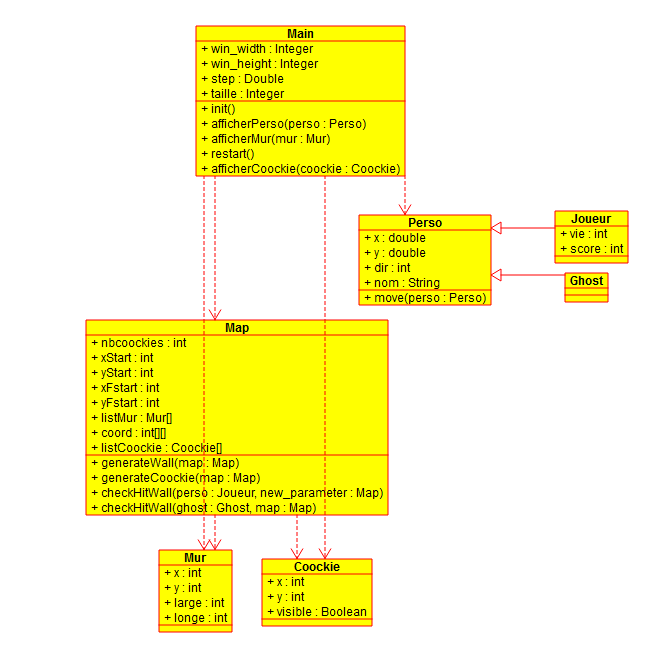 Main
+ win_width : Integer
+ win_height : Integer
+ step : Double
+ taille : Integer
+ init()
+ afficherPerso(perso : Perso)
+ afficherMur(mur : Mur)
+ restart()
+ afficherCoockie(coockie : Coockie)
Perso
+ x : double
+ y : double
+ dir : int
+ nom : String
+ move(perso : Perso)
Joueur
+ vie : int
+ score : int
Ghost
Map
+ nbcoockies : int
+ xStart : int
+ yStart : int
+ xFstart : int
+ yFstart : int
+ listMur : Mur[]
+ coord : int[][]
+ listCoockie : Coockie[]
+ generateWall(map : Map)
+ generateCoockie(map : Map)
+ checkHitWall(perso : Joueur, new_parameter : Map)
+ checkHitWall(ghost : Ghost, map : Map)
Mur
+ x : int
+ y : int
+ large : int
+ longe : int
Coockie
+ x : int
+ y : int
+ visible : Boolean